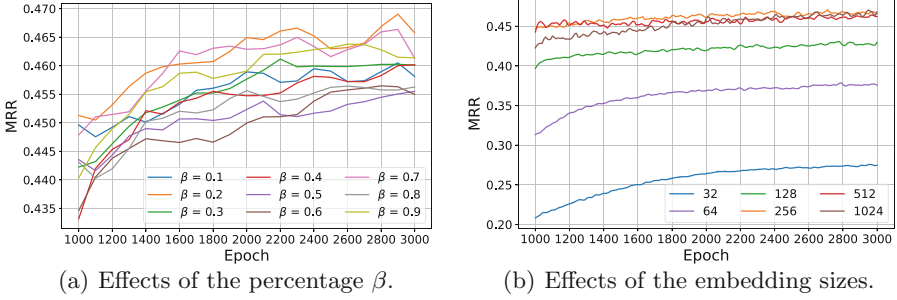 0.470
0.465
0.460
0.455
0.450
0.445
0.440
0.435
MRR
β = 0.1 β = 0.4 β = 0.7
β = 0.2 β = 0.5 β = 0.8
β = 0.3 β = 0.6 β = 0.9
1000 1200 1400 1600 1800 2000 2200 2400 2600 2800 3000
Epoch
(a) Effects of the percentage β.
0.45
0.40
0.35
0.30
0.25
0.20
MRR
32 128 512
64 256 1024
1000 1200 1400 1600 1800 2000 2200 2400 2600 2800 3000
Epoch
(b) Effects of the embedding sizes.